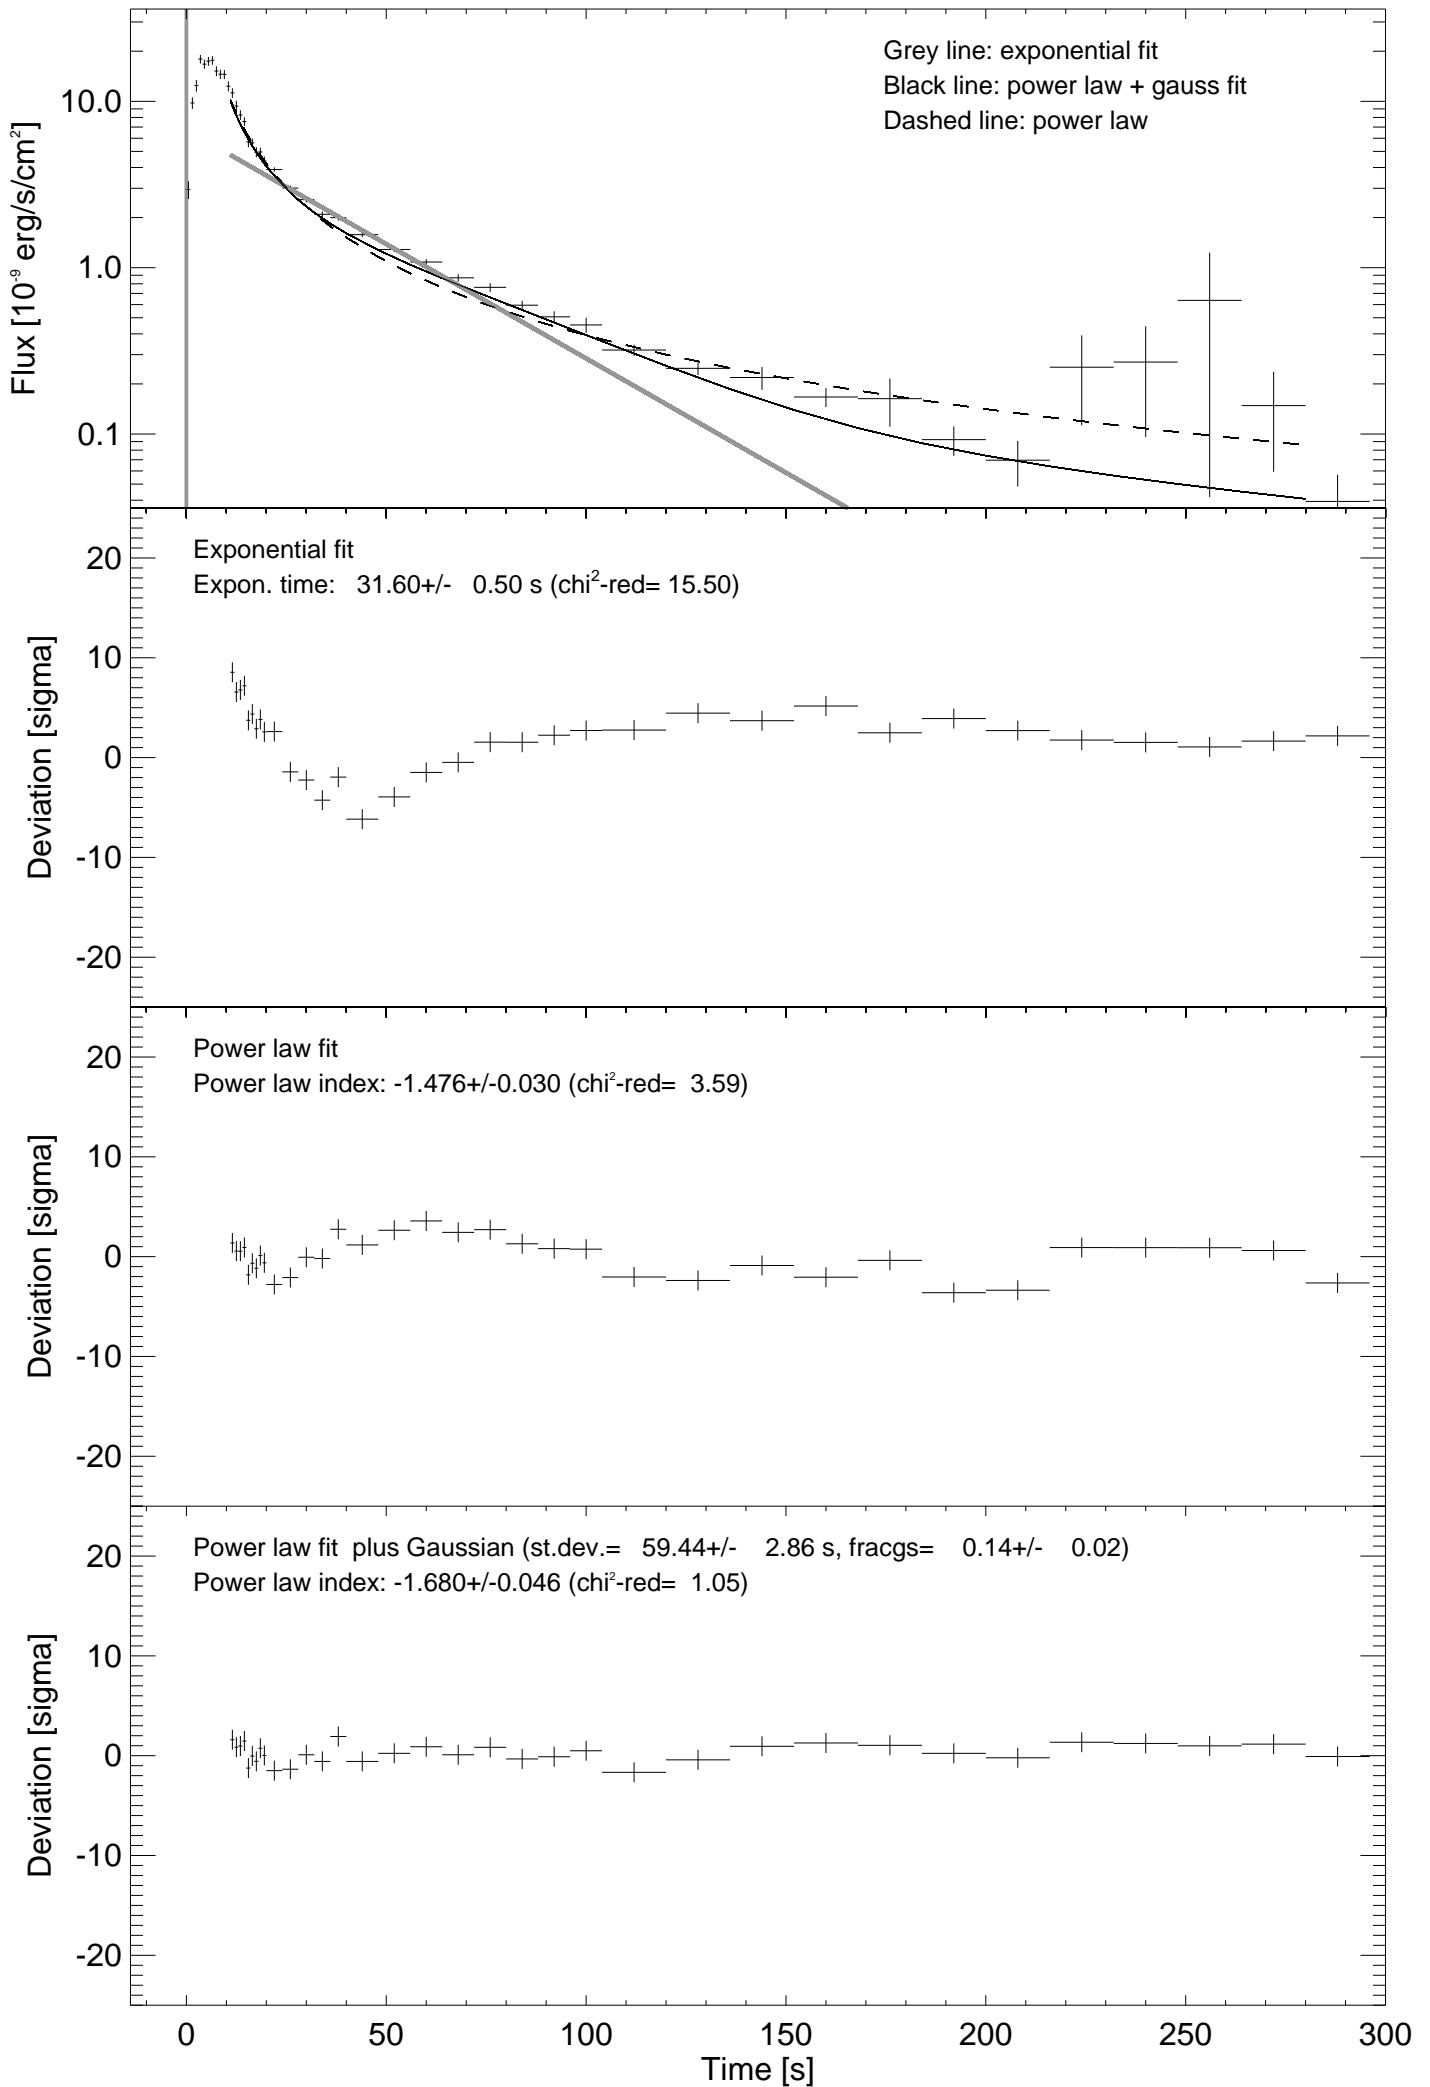 Grey line: exponential fit
Black line: power law + gauss fit
Dashed line: power law
10.0
1.0
0.1
Flux [10⁻⁹ erg/s/cm²]
Exponential fit
Expon. time: 31.60+/- 0.50 s (chi²-red= 15.50)
20
10
0
-10
-20
Deviation [sigma]
Power law fit
Power law index: -1.476+/-0.030 (chi²-red= 3.59)
20
10
0
-10
-20
Deviation [sigma]
Power law fit plus Gaussian (st.dev.= 59.44+/- 2.86 s, fracgs= 0.14+/- 0.02)
Power law index: -1.680+/-0.046 (chi²-red= 1.05)
20
10
0
-10
-20
Deviation [sigma]
0 50 100 150 200 250 300
Time [s]